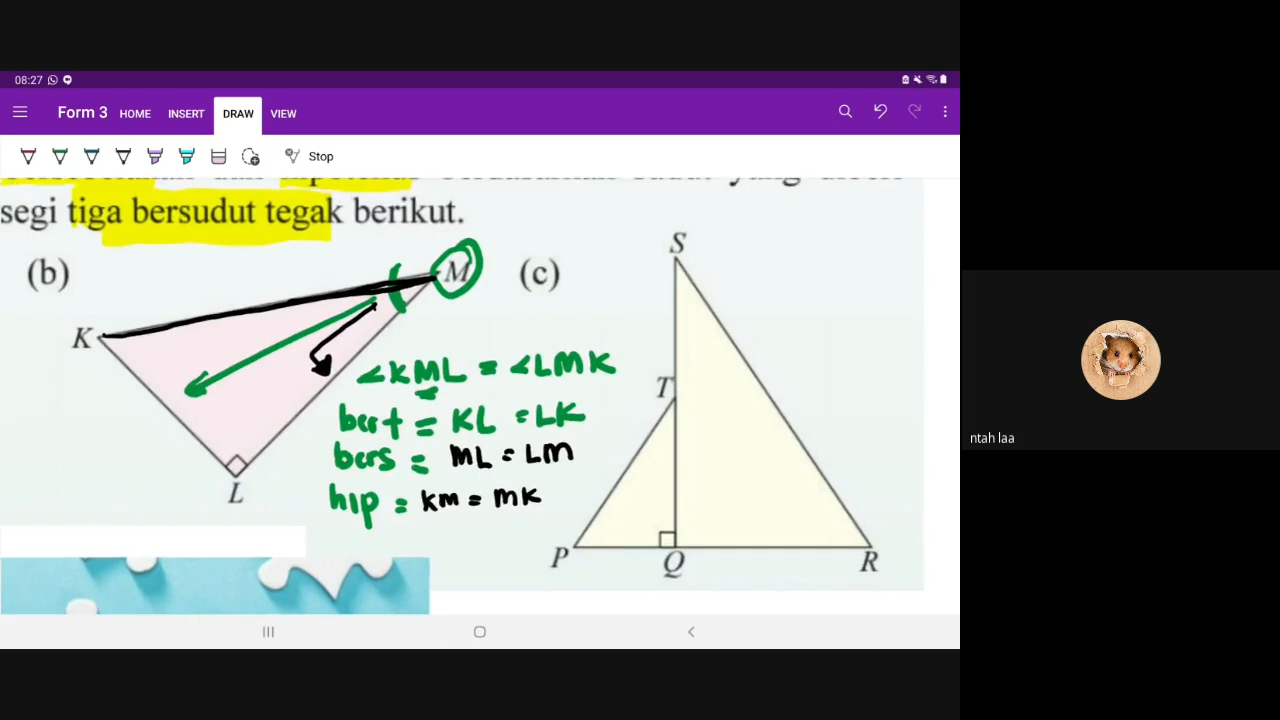 08:27
Form 3 HOME INSERT DRAW VIEW
Stop
segi tiga bersudut tegak berikut.
(b)
M
K
L
∠KML = ∠LMK
bert = KL = LK
bers = ML = LM
hip = KM = MK
(c)
S
T
P
Q
R
ntah laa